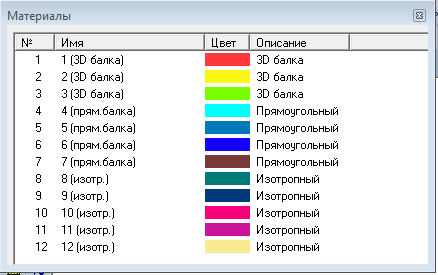 Материалы
№ Имя Цвет Описание
1 1 (3D балка) 3D балка
2 2 (3D балка) 3D балка
3 3 (3D балка) 3D балка
4 4 (прям.балка) Прямоугольный
5 5 (прям.балка) Прямоугольный
6 6 (прям.балка) Прямоугольный
7 7 (прям.балка) Прямоугольный
8 8 (изотр.) Изотропный
9 9 (изотр.) Изотропный
10 10 (изотр.) Изотропный
11 11 (изотр.) Изотропный
12 12 (изотр.) Изотропный